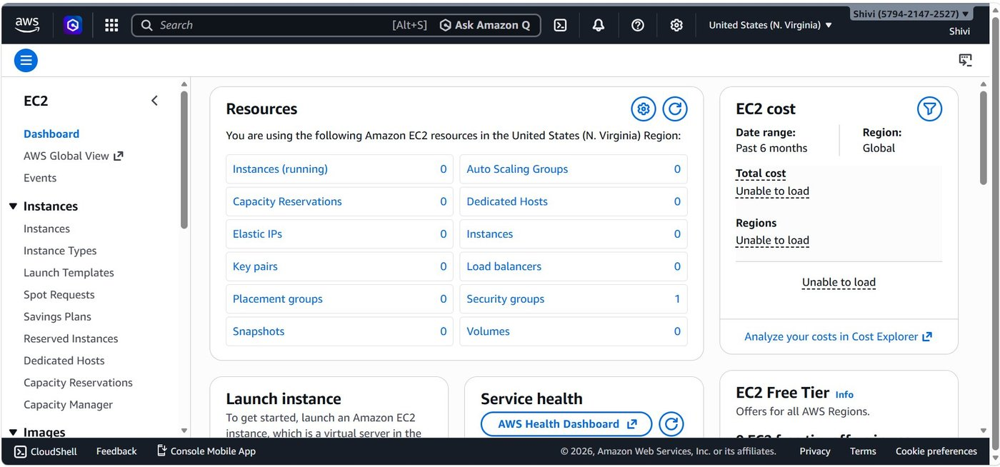 aws
Search [Alt+S] Ask Amazon Q
United States (N. Virginia) ▼
Shivi (5794-2147-2527) ▼
Shivi
EC2
Dashboard
AWS Global View
Events
Instances
Instances
Instance Types
Launch Templates
Spot Requests
Savings Plans
Reserved Instances
Dedicated Hosts
Capacity Reservations
Capacity Manager
Images
Resources
You are using the following Amazon EC2 resources in the United States (N. Virginia) Region:
Instances (running) 0
Auto Scaling Groups 0
Capacity Reservations 0
Dedicated Hosts 0
Elastic IPs 0
Instances 0
Key pairs 0
Load balancers 0
Placement groups 0
Security groups 1
Snapshots 0
Volumes 0
Launch instance
To get started, launch an Amazon EC2
instance, which is a virtual server in the
Service health
AWS Health Dashboard
EC2 cost
Date range:
Past 6 months
Region:
Global
Total cost
Unable to load
Regions
Unable to load
Unable to load
Analyze your costs in Cost Explorer
EC2 Free Tier Info
Offers for all AWS Regions.
CloudShell
Feedback
Console Mobile App
© 2026, Amazon Web Services, Inc. or its affiliates.
Privacy
Terms
Cookie preferences